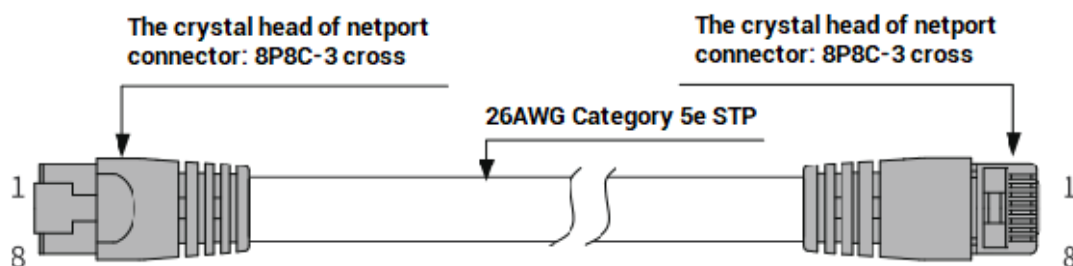 The crystal head of netport
connector: 8P8C-3 cross
The crystal head of netport
connector: 8P8C-3 cross
26AWG Category 5e STP
1
1
8
8